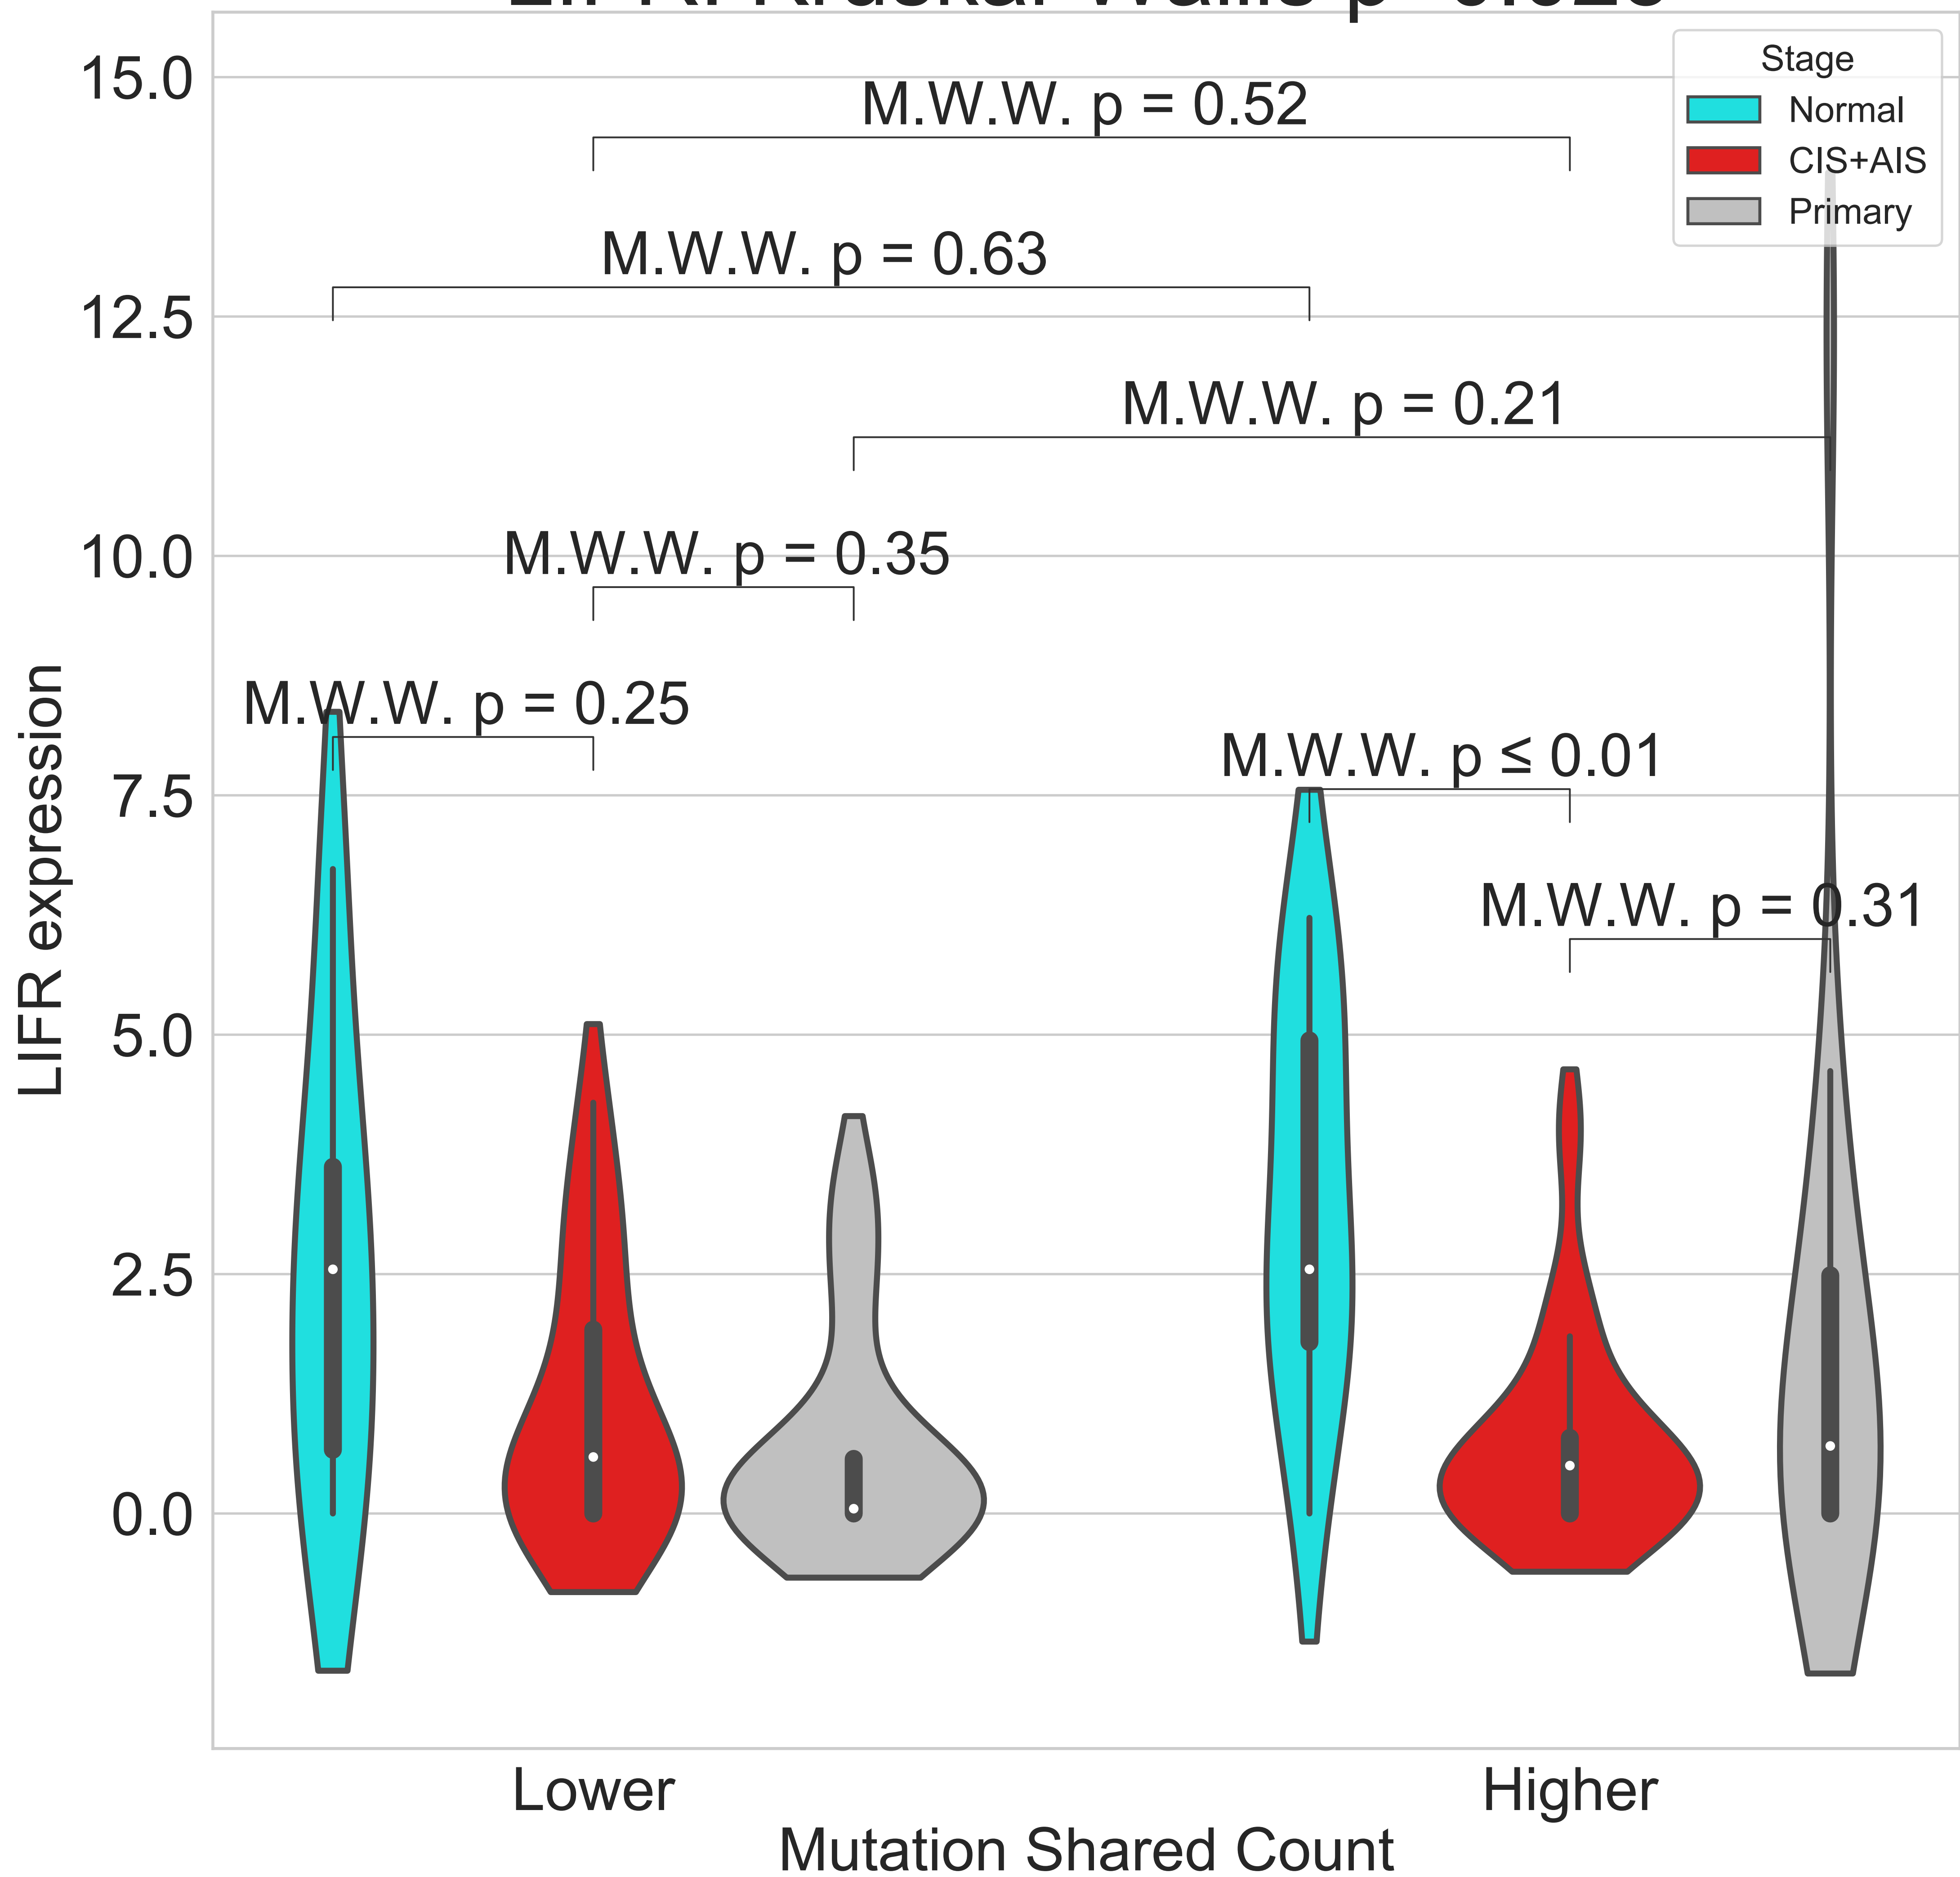 Stage
Normal
CIS+AIS
Primary
15.0
12.5
10.0
7.5
5.0
2.5
0.0
LIFR expression
M.W.W. p = 0.52
M.W.W. p = 0.63
M.W.W. p = 0.21
M.W.W. p = 0.35
M.W.W. p = 0.25
M.W.W. p ≤ 0.01
M.W.W. p = 0.31
Lower
Higher
Mutation Shared Count